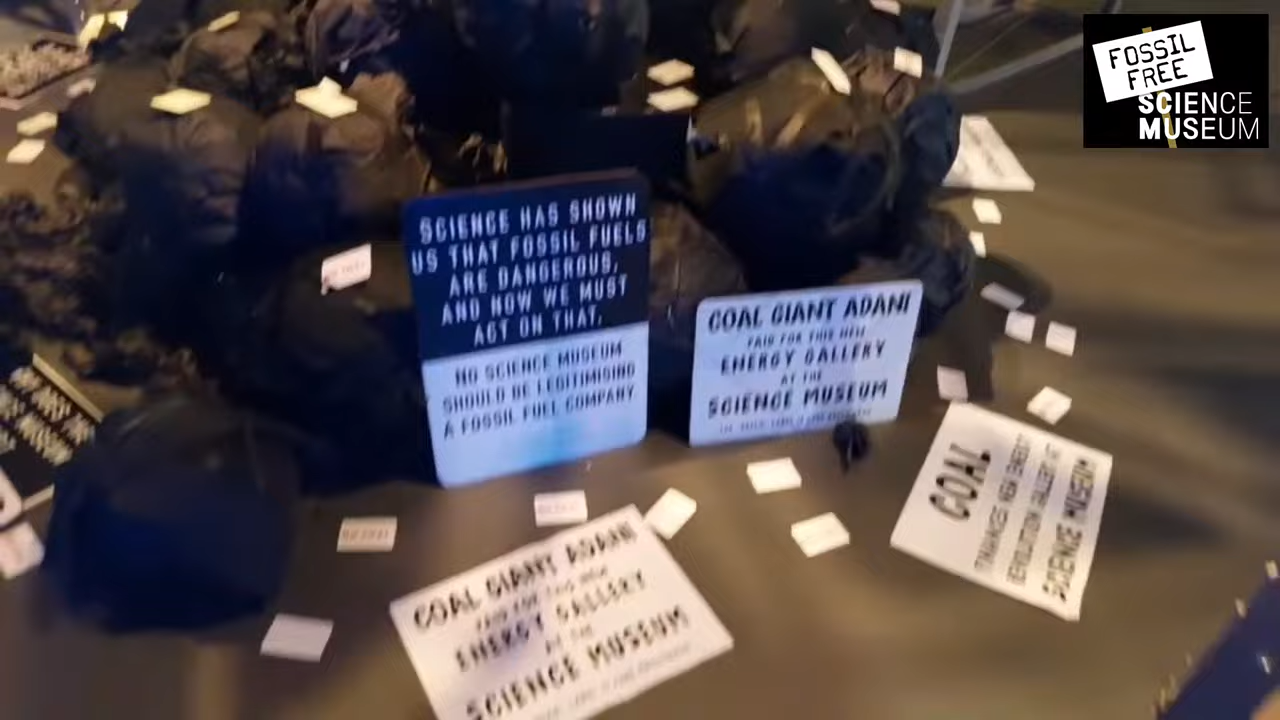 FOSSIL
FREE
SCIENCE
MUSEUM
SCIENCE HAS SHOWN
US THAT FOSSIL FUELS
ARE DANGEROUS,
AND NOW WE MUST
ACT ON THAT.
NO SCIENCE MUSEUM
SHOULD BE LEGITIMISING
A FOSSIL FUEL COMPANY
COAL GIANT ADANI
PAID FOR THIS NEW
ENERGY GALLERY
AT THE
SCIENCE MUSEUM
COAL
FINANCES NEW ENERGY
REVOLUTION GALLERY AT
SCIENCE MUSEUM
COAL GIANT ADANI
PAID FOR THIS NEW
ENERGY GALLERY
AT THE
SCIENCE MUSEUM